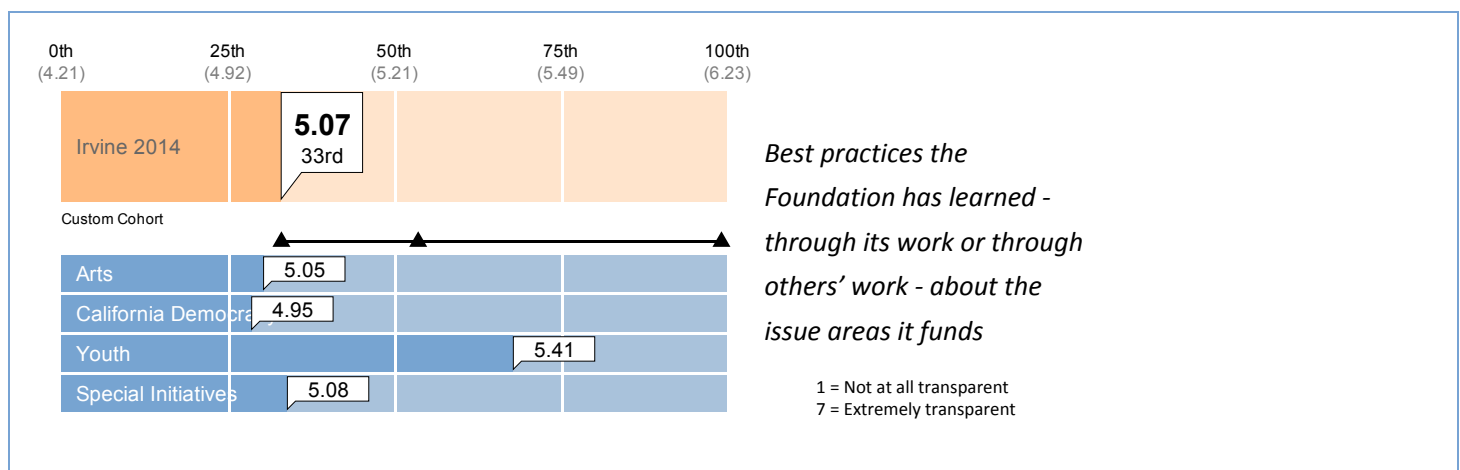 0th 25th 50th 75th 100th
(4.21) (4.92) (5.21) (5.49) (6.23)
Irvine 2014
5.07
33rd
Custom Cohort
Arts 5.05
California Democracy 4.95
Youth 5.41
Special Initiatives 5.08
Best practices the
Foundation has learned -
through its work or through
others’ work - about the
issue areas it funds
1 = Not at all transparent
7 = Extremely transparent